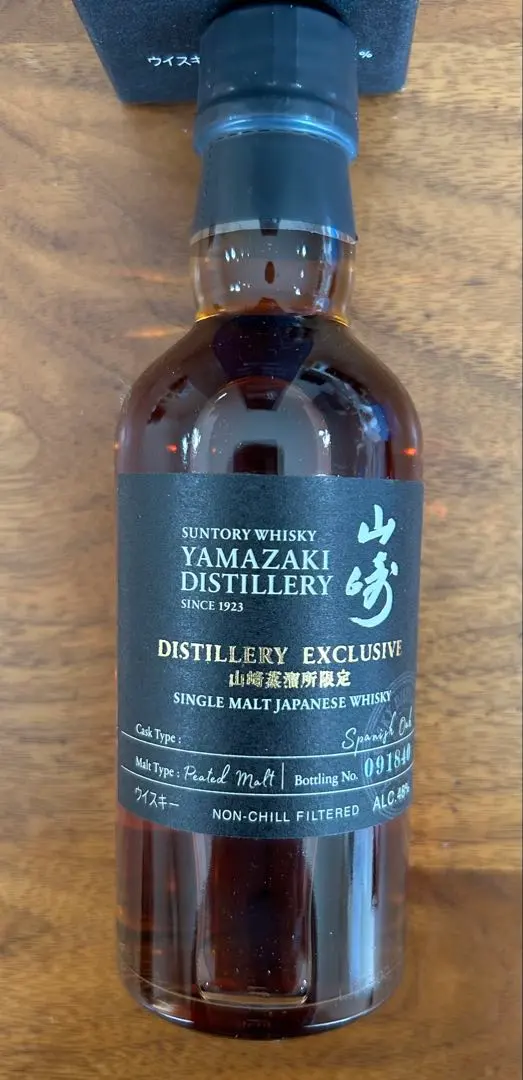 ウイスキ
%
SUNTORY WHISKY
YAMAZAKI
DISTILLERY
SINCE 1923
山崎
DISTILLERY EXCLUSIVE
山崎蒸溜所限定
SINGLE MALT JAPANESE WHISKY
Cask Type : Spanish Oak
Malt Type : Peated Malt | Bottling No. 091840
ウイスキー NON-CHILL FILTERED ALC.48%